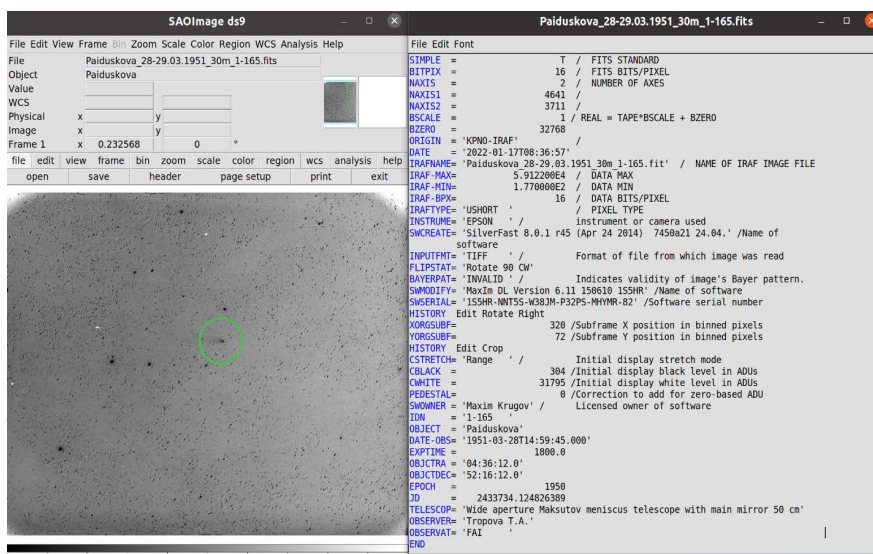 SAOImage ds9
File Edit View Frame Bin Zoom Scale Color Region WCS Analysis Help
File Paiduskova_28-29.03.1951_30m_1-165.fits
Object Paiduskova
Value
WCS
Physical x y
Image x y
Frame 1 x 0.232568 0 °
file edit view frame bin zoom scale color region wcs analysis help
open save header page setup print exit
Paiduskova_28-29.03.1951_30m_1-165.fits
File Edit Font
SIMPLE = T / FITS STANDARD
BITPIX = 16 / FITS BITS/PIXEL
NAXIS = 2 / NUMBER OF AXES
NAXIS1 = 4641 /
NAXIS2 = 3711 /
BSCALE = 1 / REAL = TAPE*BSCALE + BZERO
BZERO = 32768
ORIGIN = 'KPNO-IRAF' /
DATE = '2022-01-17T08:36:57'
IRAFNAME= 'Paiduskova_28-29.03.1951_30m_1-165.fit' / NAME OF IRAF IMAGE FILE
IRAF-MAX= 5.912200E4 / DATA MAX
IRAF-MIN= 1.770000E2 / DATA MIN
IRAF-BPX= 16 / DATA BITS/PIXEL
IRAFTYPE= 'USHORT ' / PIXEL TYPE
INSTRUME= 'EPSON ' / instrument or camera used
SWCREATE= 'SilverFast 8.0.1 r45 (Apr 24 2014) 7450a21 24.04.' /Name of
software
INPUTFMT= 'TIFF ' / Format of file from which image was read
FLIPSTAT= 'Rotate 90 CW'
BAYERPAT= 'INVALID ' / Indicates validity of image's Bayer pattern.
SWMODIFY= 'MaxIm DL Version 6.11 150610 1S5HR' /Name of software
SWSERIAL= '1S5HR-NNT5S-W38JM-P32PS-MHYMR-82' /Software serial number
HISTORY Edit Rotate Right
XORGSUBF= 320 /Subframe X position in binned pixels
YORGSUBF= 72 /Subframe Y position in binned pixels
HISTORY Edit Crop
CSTRETCH= 'Range ' / Initial display stretch mode
CBLACK = 304 /Initial display black level in ADUs
CWHITE = 31795 /Initial display white level in ADUs
PEDESTAL= 0 /Correction to add for zero-based ADU
SWOWNER = 'Maxim Krugov' / Licensed owner of software
IDN = '1-165 '
OBJECT = 'Paiduskova'
DATE-OBS= '1951-03-28T14:59:45.000'
EXPTIME = 1800.0
OBJCTRA = '04:36:12.0'
OBJCTDEC= '52:16:12.0'
EPOCH = 1950
JD = 2433734.124826389
TELESCOP= 'Wide aperture Maksutov meniscus telescope with main mirror 50 cm'
OBSERVER= 'Tropova T.A.'
OBSERVAT= 'FAI '
END